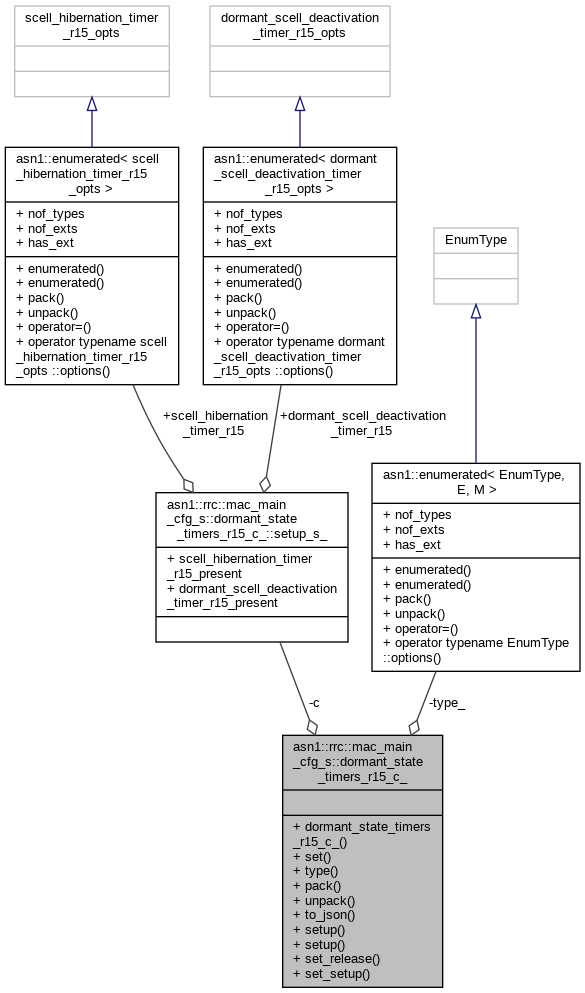 scell_hibernation_timer
_r15_opts
dormant_scell_deactivation
_timer_r15_opts
asn1::enumerated< scell
_hibernation_timer_r15
_opts >
+ nof_types
+ nof_exts
+ has_ext
+ enumerated()
+ enumerated()
+ pack()
+ unpack()
+ operator=()
+ operator typename scell
_hibernation_timer_r15
_opts ::options()
asn1::enumerated< dormant
_scell_deactivation_timer
_r15_opts >
+ nof_types
+ nof_exts
+ has_ext
+ enumerated()
+ enumerated()
+ pack()
+ unpack()
+ operator=()
+ operator typename dormant
_scell_deactivation_timer
_r15_opts ::options()
EnumType
+scell_hibernation
_timer_r15
+dormant_scell_deactivation
_timer_r15
asn1::enumerated< EnumType,
E, M >
+ nof_types
+ nof_exts
+ has_ext
+ enumerated()
+ enumerated()
+ pack()
+ unpack()
+ operator=()
+ operator typename EnumType
::options()
asn1::rrc::mac_main
_cfg_s::dormant_state
_timers_r15_c_::setup_s_
+ scell_hibernation_timer
_r15_present
+ dormant_scell_deactivation
_timer_r15_present
-c
-type_
asn1::rrc::mac_main
_cfg_s::dormant_state
_timers_r15_c_
+ dormant_state_timers
_r15_c_()
+ set()
+ type()
+ pack()
+ unpack()
+ to_json()
+ setup()
+ setup()
+ set_release()
+ set_setup()